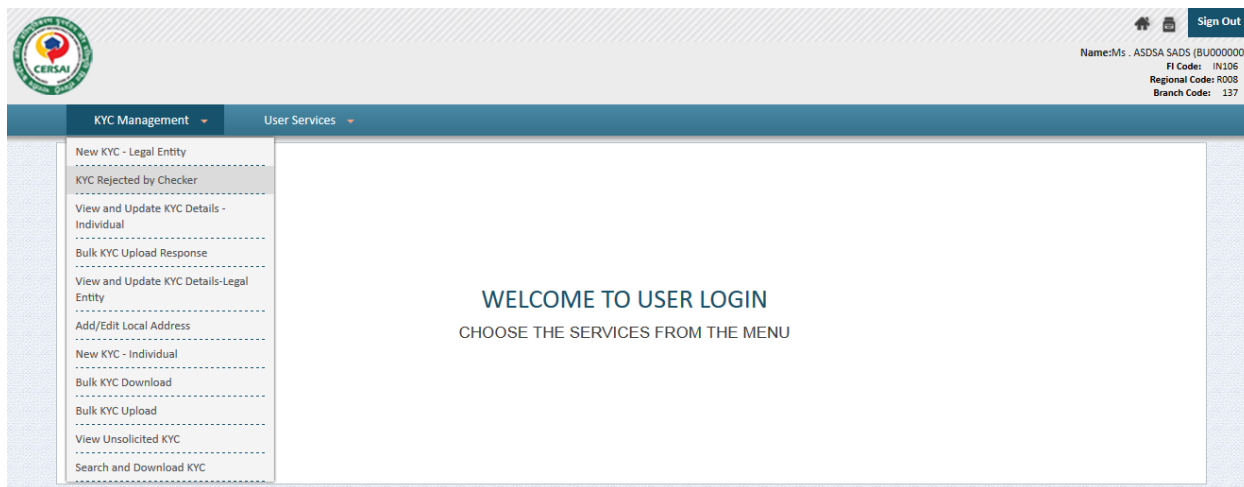 CERSAI
Sign Out
Name:Ms . ASDSA SADS (BU000000
FI Code: IN106
Regional Code: R008
Branch Code: 137
KYC Management User Services
New KYC - Legal Entity
KYC Rejected by Checker
View and Update KYC Details -
Individual
Bulk KYC Upload Response
View and Update KYC Details-Legal
Entity
Add/Edit Local Address
New KYC - Individual
Bulk KYC Download
Bulk KYC Upload
View Unsolicited KYC
Search and Download KYC
WELCOME TO USER LOGIN
CHOOSE THE SERVICES FROM THE MENU